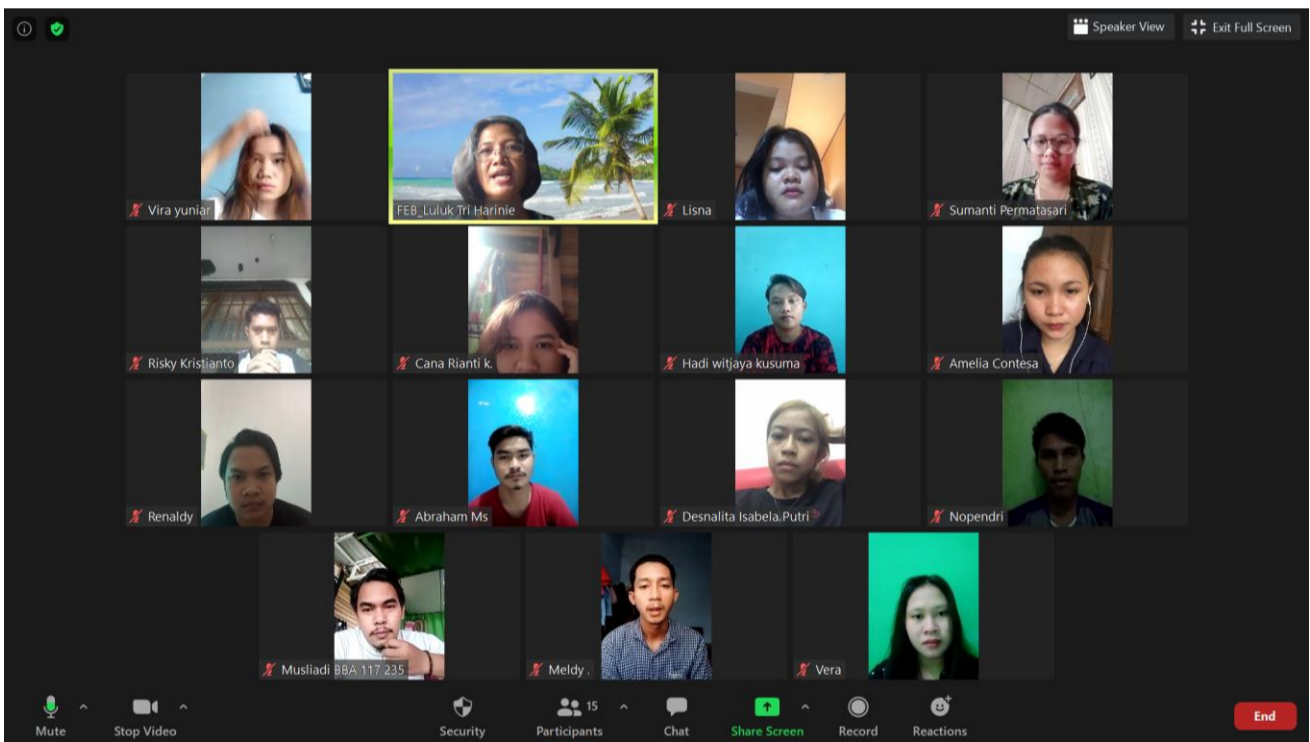 Speaker View
Exit Full Screen
Vira yuniar
FEB_Luluk Tri Harinie
Lisna
Sumanti Permatasari
Risky Kristianto
Cana Rianti k.
Hadi witjaya kusuma
Amelia Contesa
Renaldy
Abraham Ms
Desnalita Isabela Putri
Nopendri
Musliadi BBA 117 235
Meldy .
Vera
15
Mute
Stop Video
Security
Participants
Chat
Share Screen
Record
Reactions
End